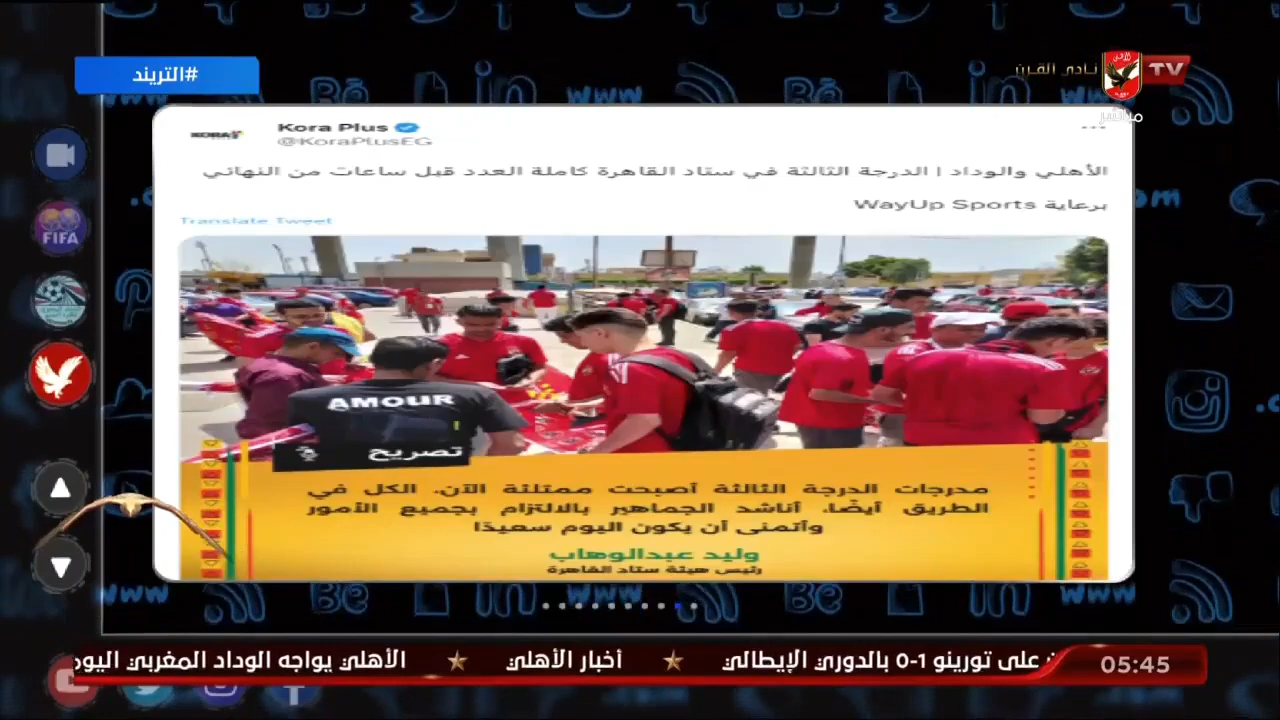 #التريند
نادي القرن
TV
مباشر
Kora Plus
@KoraPlusEG
الأهلي والوداد | الدرجة الثالثة في ستاد القاهرة كاملة العدد قبل ساعات من النهائي
برعاية WayUp Sports
Translate Tweet
FIFA
AMOUR
تصريح
مدرجات الدرجة الثالثة أصبحت ممتلئة الآن. الكل في
الطريق أيضًا. أناشد الجماهير بالالتزام بجميع الأمور
وأتمنى أن يكون اليوم سعيدًا
وليد عبدالوهاب
رئيس هيئة ستاد القاهرة
على تورينو 1-0 بالدوري الإيطالي ★ أخبار الأهلي ★ الأهلي يواجه الوداد المغربي اليوم
05:45